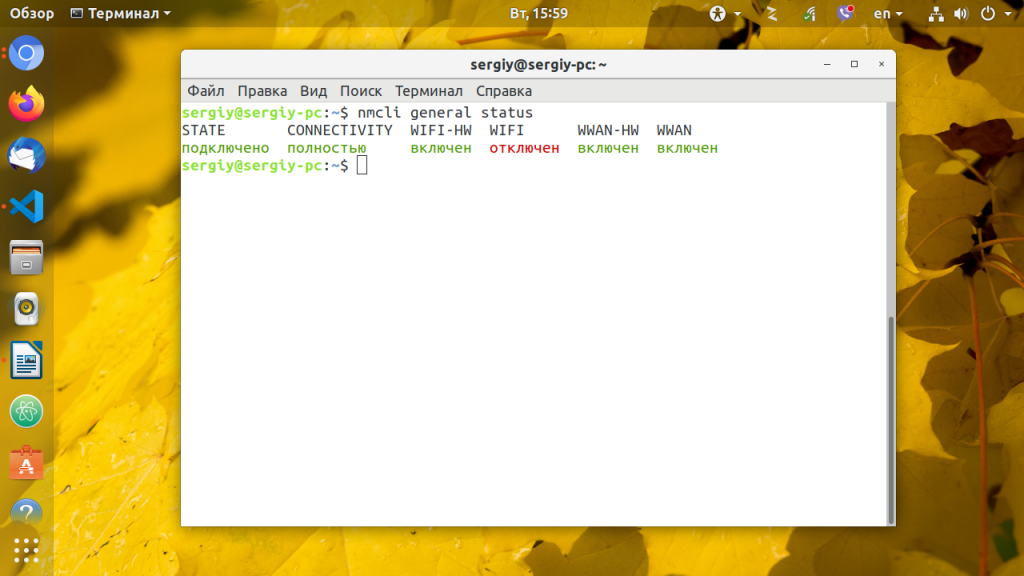 Обзор Терминал Вт, 15:59 en
sergiy@sergiy-pc: ~
Файл Правка Вид Поиск Терминал Справка
sergiy@sergiy-pc:~$ nmcli general status
STATE CONNECTIVITY WIFI-HW WIFI WWAN-HW WWAN
подключено полностью включен отключен включен включен
sergiy@sergiy-pc:~$